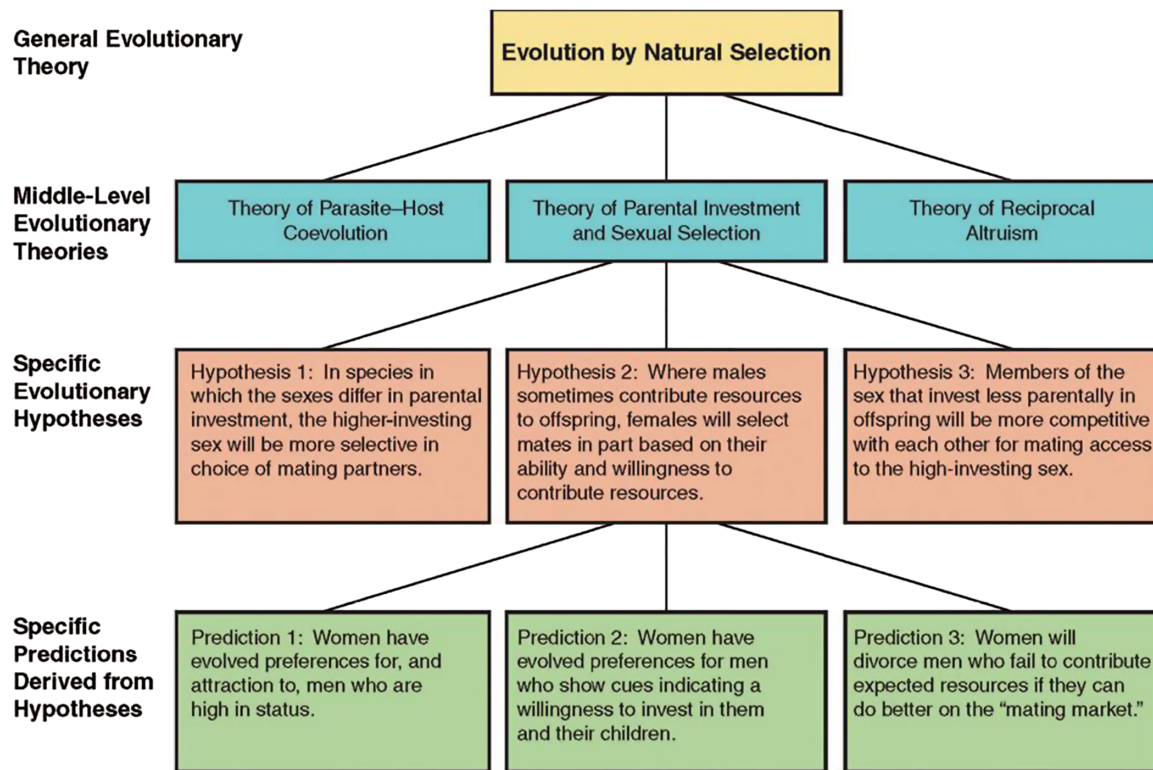 General Evolutionary
Theory
Evolution by Natural Selection
Middle-Level
Evolutionary
Theories
Theory of Parasite–Host
Coevolution
Theory of Parental Investment
and Sexual Selection
Theory of Reciprocal
Altruism
Specific
Evolutionary
Hypotheses
Hypothesis 1: In species in
which the sexes differ in parental
investment, the higher-investing
sex will be more selective in
choice of mating partners.
Hypothesis 2: Where males
sometimes contribute resources
to offspring, females will select
mates in part based on their
ability and willingness to
contribute resources.
Hypothesis 3: Members of the
sex that invest less parentally in
offspring will be more competitive
with each other for mating access
to the high-investing sex.
Specific
Predictions
Derived from
Hypotheses
Prediction 1: Women have
evolved preferences for, and
attraction to, men who are
high in status.
Prediction 2: Women have
evolved preferences for men
who show cues indicating a
willingness to invest in them
and their children.
Prediction 3: Women will
divorce men who fail to contribute
expected resources if they can
do better on the “mating market.”